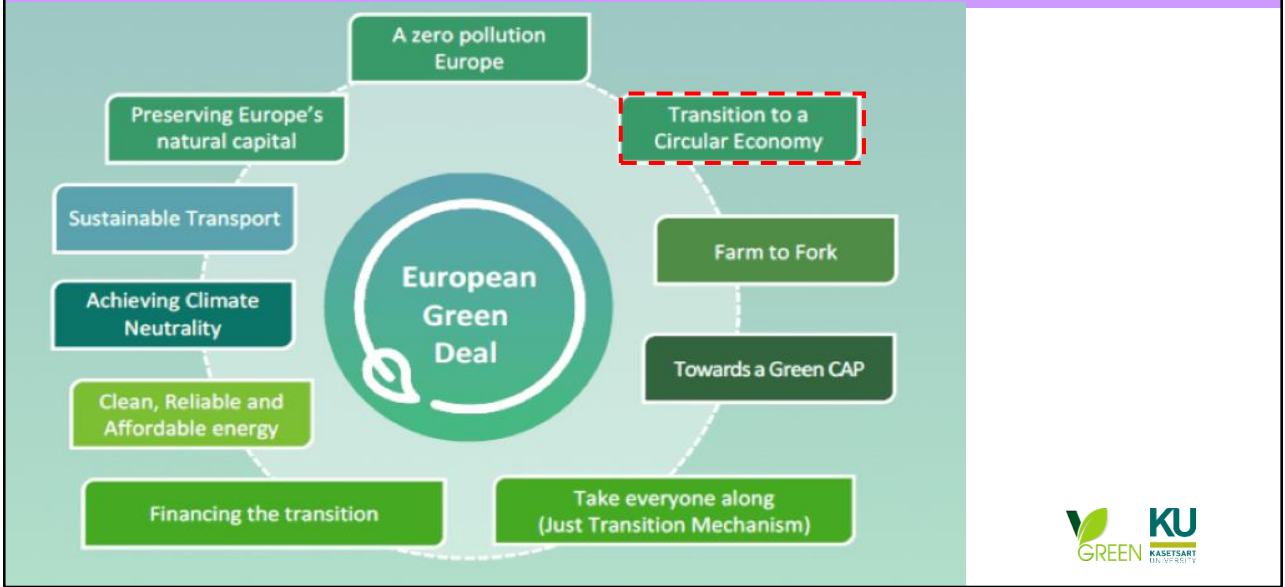 A zero pollution
Europe
Preserving Europe's
natural capital
Transition to a
Circular Economy
Sustainable Transport
Farm to Fork
European
Green
Deal
Achieving Climate
Neutrality
Towards a Green CAP
Clean, Reliable and
Affordable energy
Financing the transition
Take everyone along
(Just Transition Mechanism)
GREEN
KU
KASETSART
UNIVERSITY